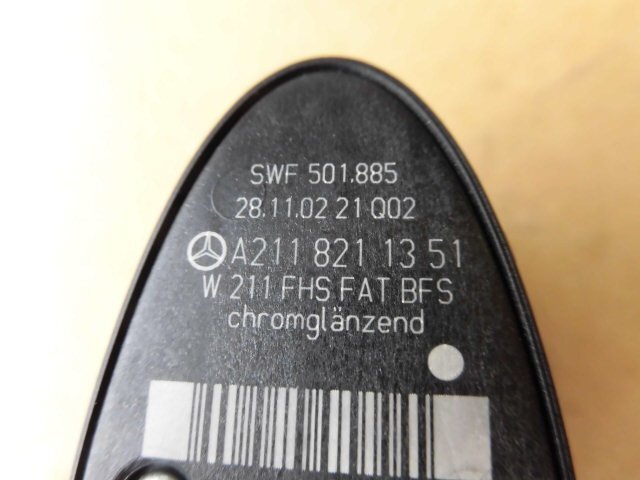 SWF 501.885
28.11.02 21 Q02
A211 821 13 51
W 211 FHS FAT BFS
chromglänzend